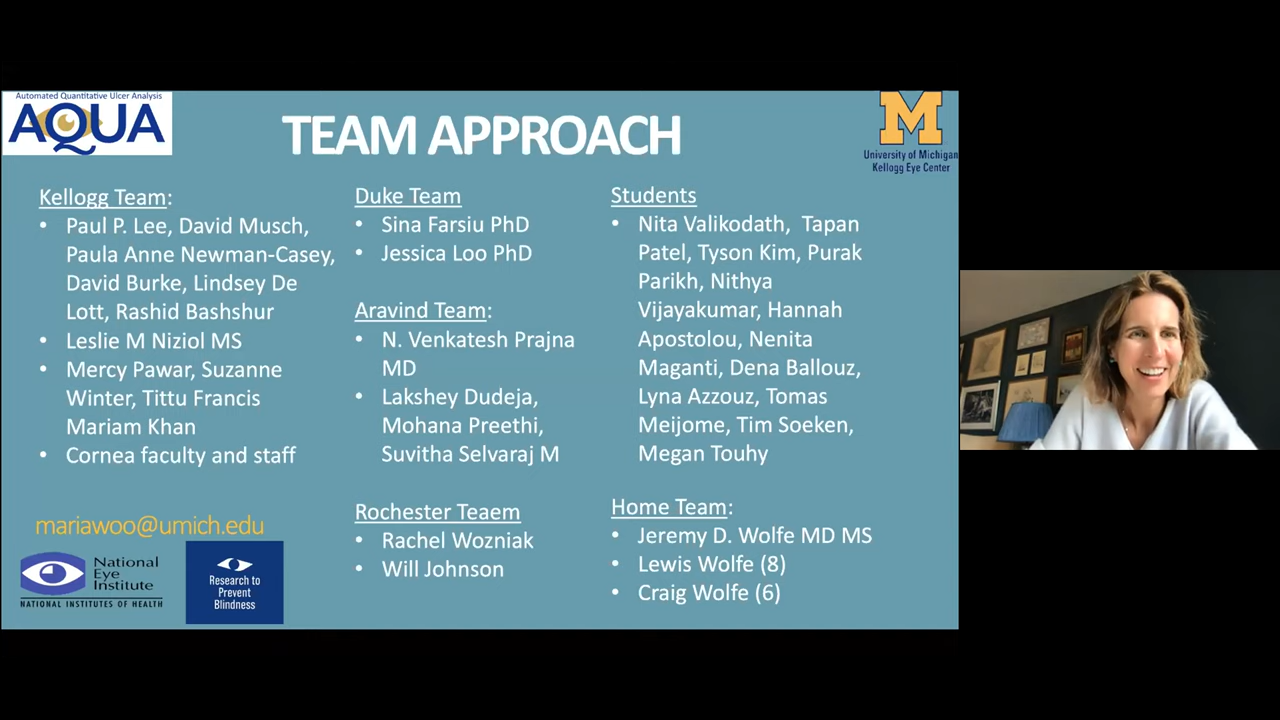 Automated Quantitative Ulcer Analysis
AQUA
TEAM APPROACH
M
University of Michigan
Kellogg Eye Center
Kellogg Team:
• Paul P. Lee, David Musch,
Paula Anne Newman-Casey,
David Burke, Lindsey De
Lott, Rashid Bashshur
• Leslie M Niziol MS
• Mercy Pawar, Suzanne
Winter, Tittu Francis
Mariam Khan
• Cornea faculty and staff
mariawoo@umich.edu
National
Eye
Institute
NATIONAL INSTITUTES OF HEALTH
Research to
Prevent
Blindness
Duke Team
• Sina Farsiu PhD
• Jessica Loo PhD
Aravind Team:
• N. Venkatesh Prajna
MD
• Lakshey Dudeja,
Mohana Preethi,
Suvitha Selvaraj M
Rochester Teaem
• Rachel Wozniak
• Will Johnson
Students
• Nita Valikodath, Tapan
Patel, Tyson Kim, Purak
Parikh, Nithya
Vijayakumar, Hannah
Apostolou, Nenita
Maganti, Dena Ballouz,
Lyna Azzouz, Tomas
Meijome, Tim Soeken,
Megan Touhy
Home Team:
• Jeremy D. Wolfe MD MS
• Lewis Wolfe (8)
• Craig Wolfe (6)